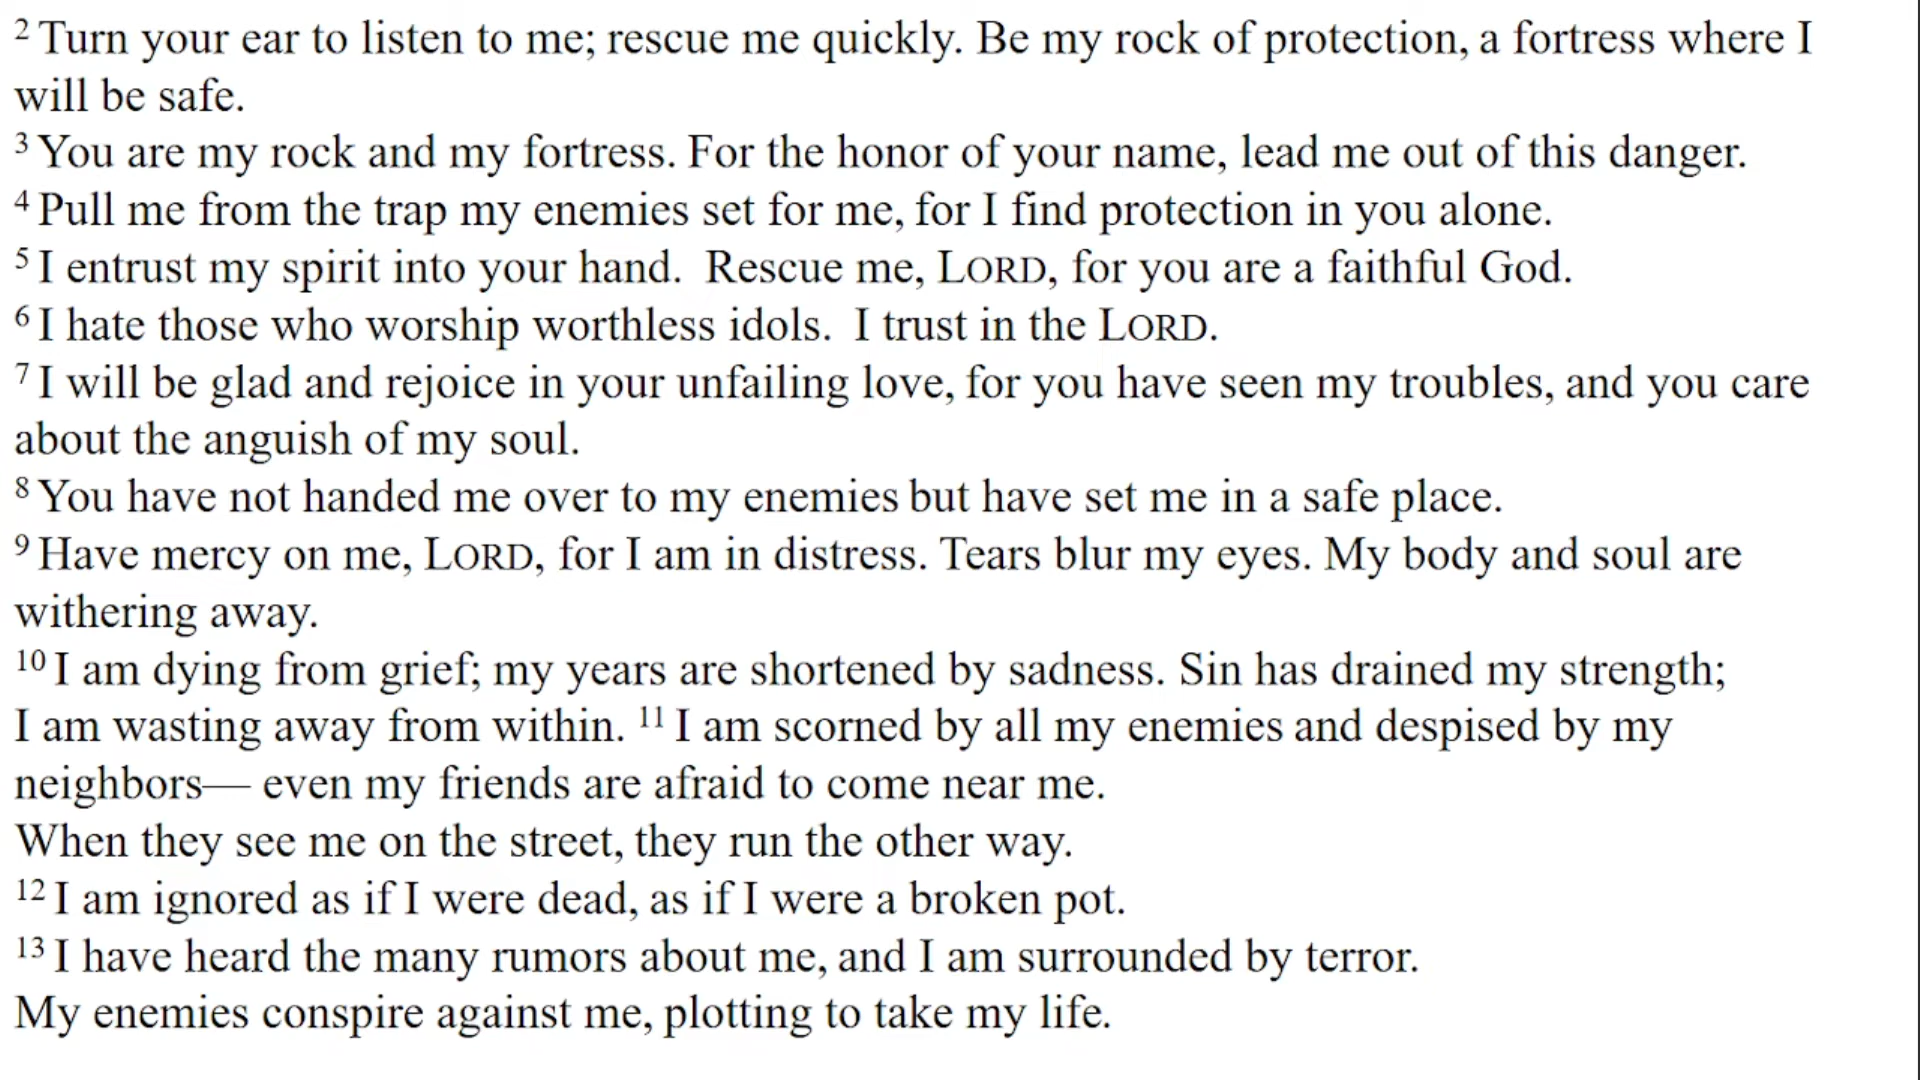 2 Turn your ear to listen to me; rescue me quickly. Be my rock of protection, a fortress where I
will be safe.
3 You are my rock and my fortress. For the honor of your name, lead me out of this danger.
4 Pull me from the trap my enemies set for me, for I find protection in you alone.
5 I entrust my spirit into your hand.  Rescue me, LORD, for you are a faithful God.
6 I hate those who worship worthless idols.  I trust in the LORD.
7 I will be glad and rejoice in your unfailing love, for you have seen my troubles, and you care
about the anguish of my soul.
8 You have not handed me over to my enemies but have set me in a safe place.
9 Have mercy on me, LORD, for I am in distress. Tears blur my eyes. My body and soul are
withering away.
10 I am dying from grief; my years are shortened by sadness. Sin has drained my strength;
I am wasting away from within. 11 I am scorned by all my enemies and despised by my
neighbors— even my friends are afraid to come near me.
When they see me on the street, they run the other way.
12 I am ignored as if I were dead, as if I were a broken pot.
13 I have heard the many rumors about me, and I am surrounded by terror.
My enemies conspire against me, plotting to take my life.